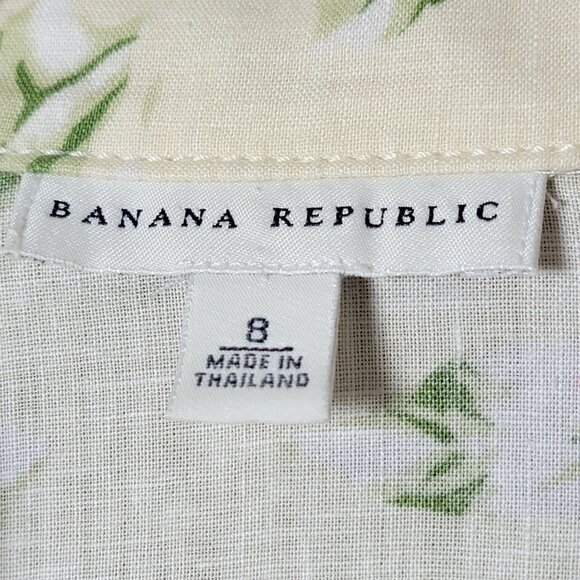 BANANA REPUBLIC
8
MADE IN
THAILAND